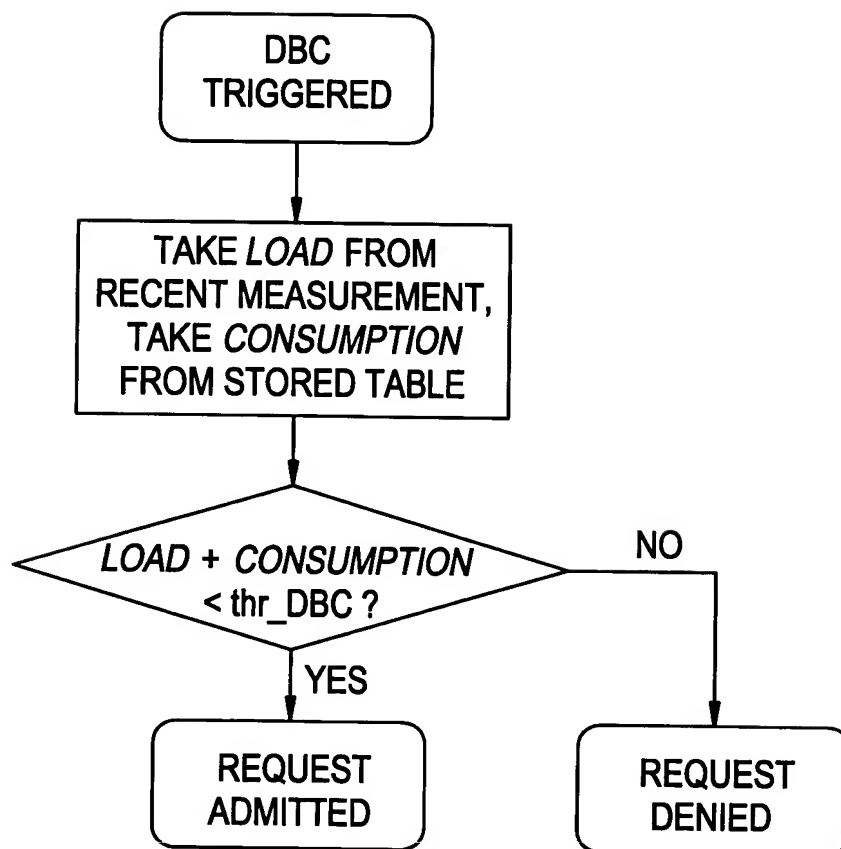 DBC
TRIGGERED
TAKE LOAD FROM
RECENT MEASUREMENT,
TAKE CONSUMPTION
FROM STORED TABLE
LOAD + CONSUMPTION
< thr_DBC ?
NO
YES
REQUEST
ADMITTED
REQUEST
DENIED